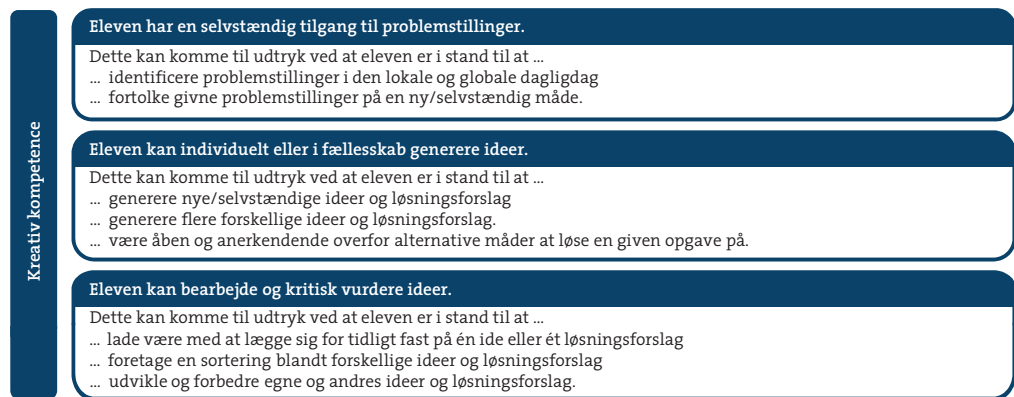 Kreativ kompetence
Eleven har en selvstændig tilgang til problemstillinger.
Dette kan komme til udtryk ved at eleven er i stand til at ...
... identificere problemstillinger i den lokale og globale dagligdag
... fortolke givne problemstillinger på en ny/selvstændig måde.
Eleven kan individuelt eller i fællesskab generere ideer.
Dette kan komme til udtryk ved at eleven er i stand til at ...
... generere nye/selvstændige ideer og løsningsforslag
... generere flere forskellige ideer og løsningsforslag.
... være åben og anerkendende overfor alternative måder at løse en given opgave på.
Eleven kan bearbejde og kritisk vurdere ideer.
Dette kan komme til udtryk ved at eleven er i stand til at ...
... lade være med at lægge sig for tidligt fast på én ide eller ét løsningsforslag
... foretage en sortering blandt forskellige ideer og løsningsforslag
... udvikle og forbedre egne og andres ideer og løsningsforslag.